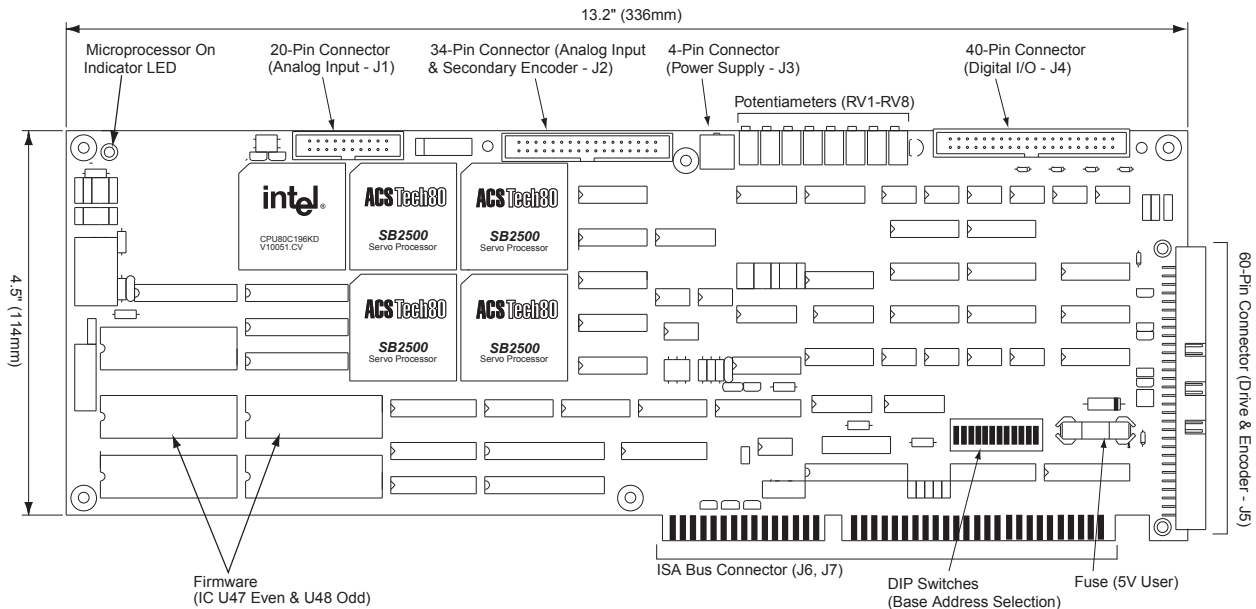 13.2" (336mm)
Microprocessor On
Indicator LED
20-Pin Connector
(Analog Input - J1)
34-Pin Connector (Analog Input
& Secondary Encoder - J2)
4-Pin Connector
(Power Supply - J3)
40-Pin Connector
(Digital I/O - J4)
Potentiameters (RV1-RV8)
4.5" (114mm)
intel®
CPU80C196KD
V10051.CV
ACS Tech80
SB2500
Servo Processor
ACS Tech80
SB2500
Servo Processor
ACS Tech80
SB2500
Servo Processor
ACS Tech80
SB2500
Servo Processor
60-Pin Connector (Drive & Encoder - J5)
Firmware
(IC U47 Even & U48 Odd)
ISA Bus Connector (J6, J7)
DIP Switches
(Base Address Selection)
Fuse (5V User)